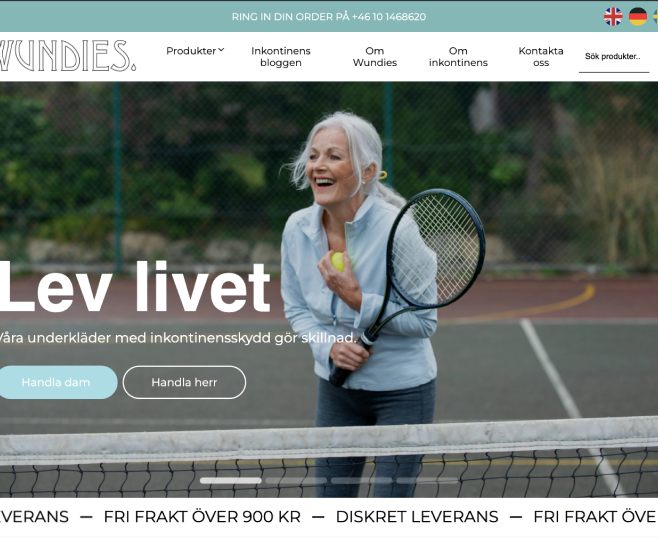 RING IN DIN ORDER PÅ +46 10 1468620
WUNDIES.
Produkter
Inkontinens
bloggen
Om
Wundies
Om
inkontinens
Kontakta
oss
Sök produkter..
Lev livet
Våra underkläder med inkontinensskydd gör skillnad.
Handla dam
Handla herr
EVERANS — FRI FRAKT ÖVER 900 KR — DISKRET LEVERANS — FRI FRAKT ÖVE